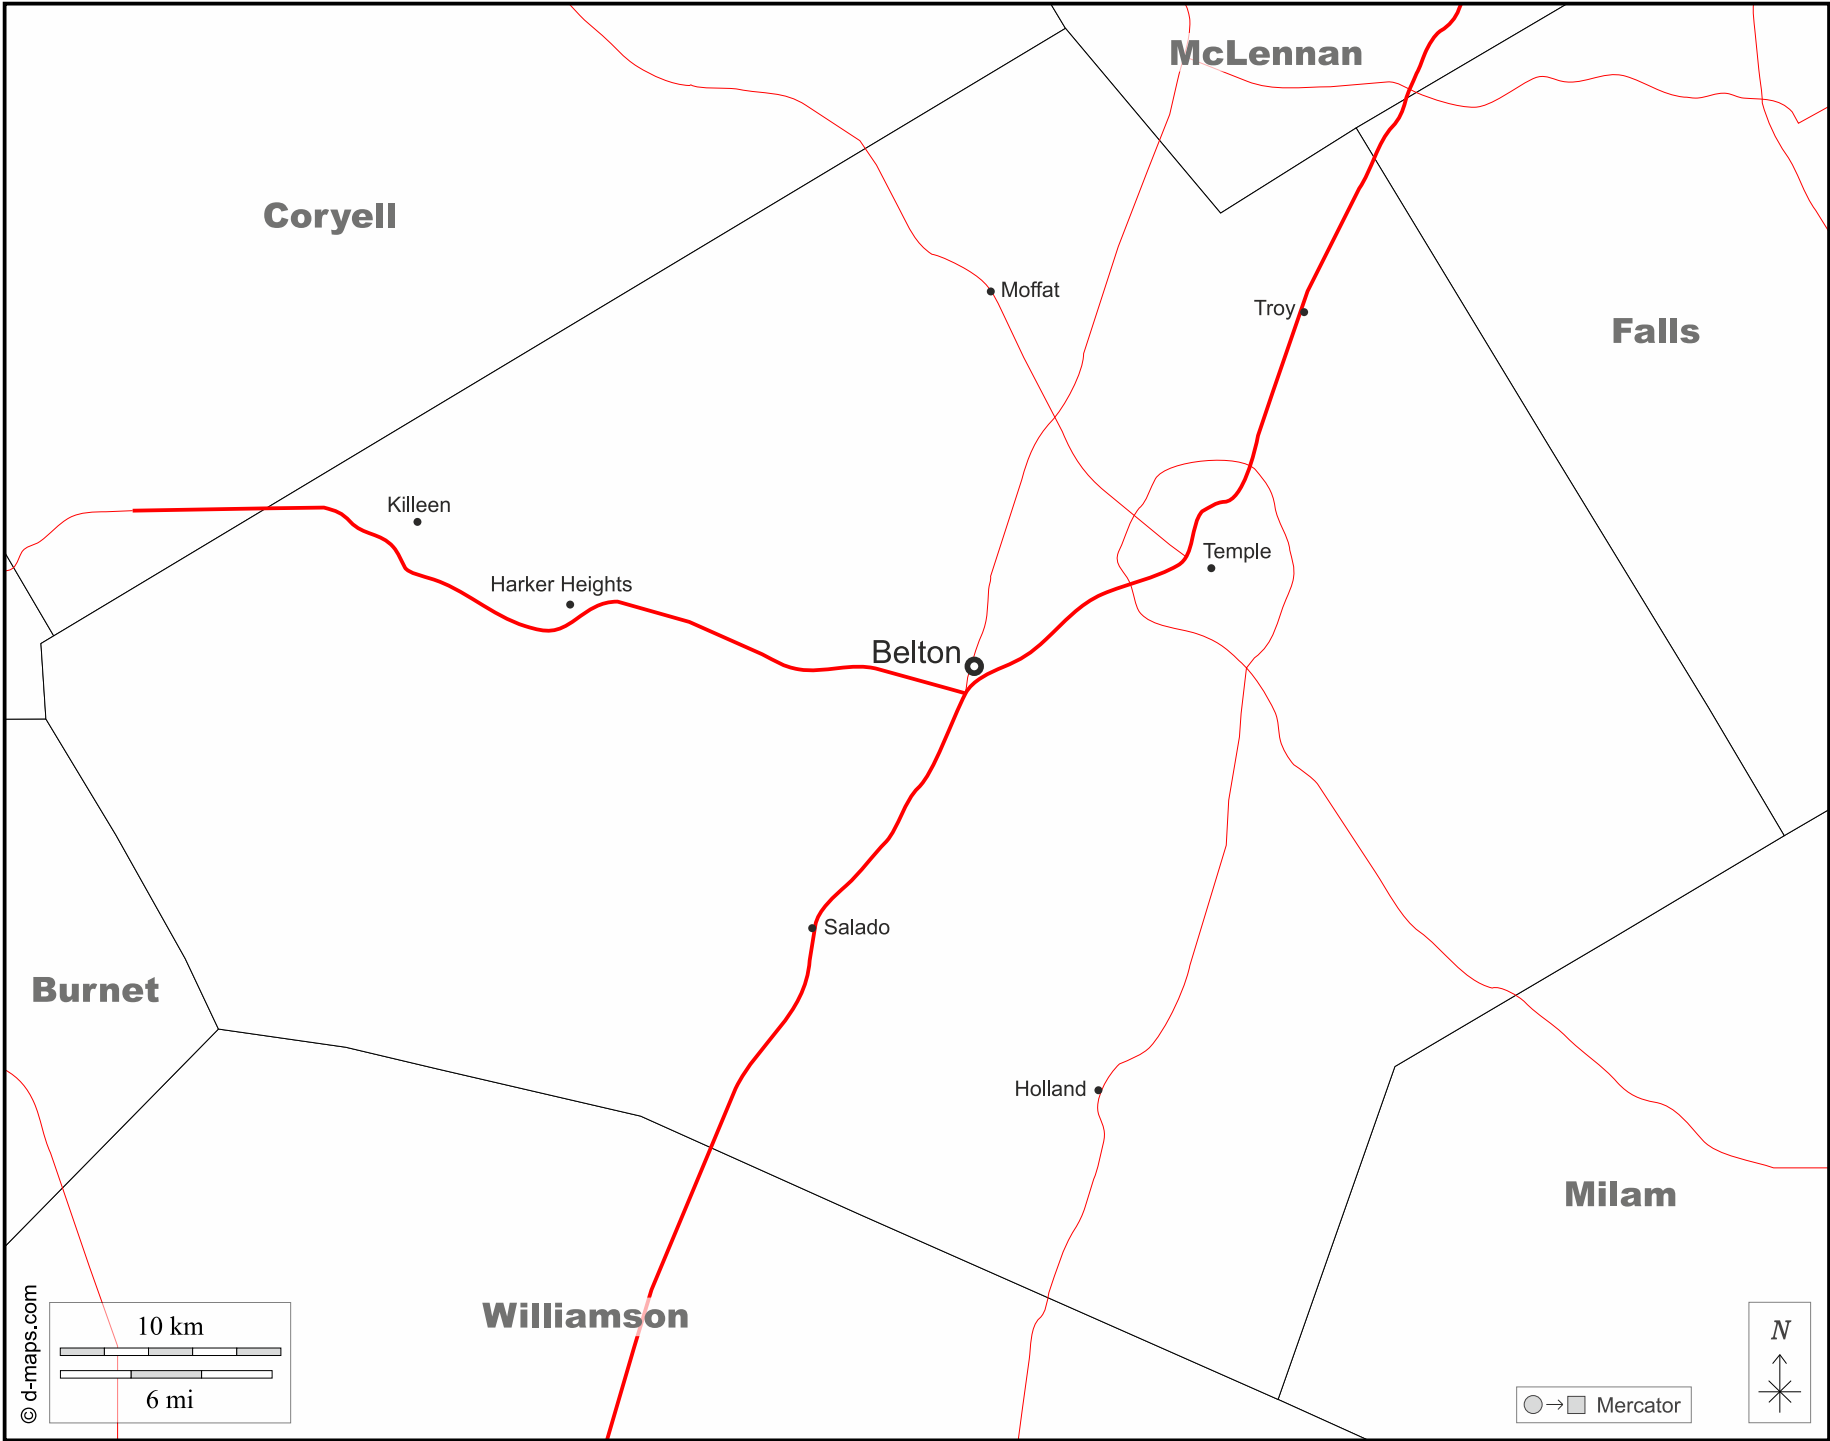 McLennan
Coryell
Moffat
Troy
Falls
Killeen
Temple
Harker Heights
Belton
Salado
Burnet
Holland
Milam
Williamson
© d-maps.com
10 km
6 mi
N
Mercator